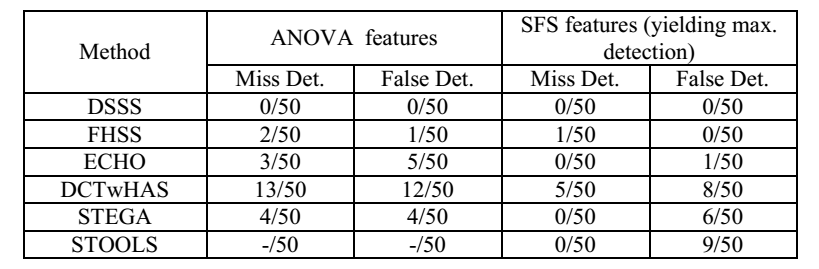 Method ANOVA features SFS features (yielding max. detection)
Miss Det. False Det. Miss Det. False Det.
DSSS 0/50 0/50 0/50 0/50
FHSS 2/50 1/50 1/50 0/50
ECHO 3/50 5/50 0/50 1/50
DCTwHAS 13/50 12/50 5/50 8/50
STEGA 4/50 4/50 0/50 6/50
STOOLS -/50 -/50 0/50 9/50